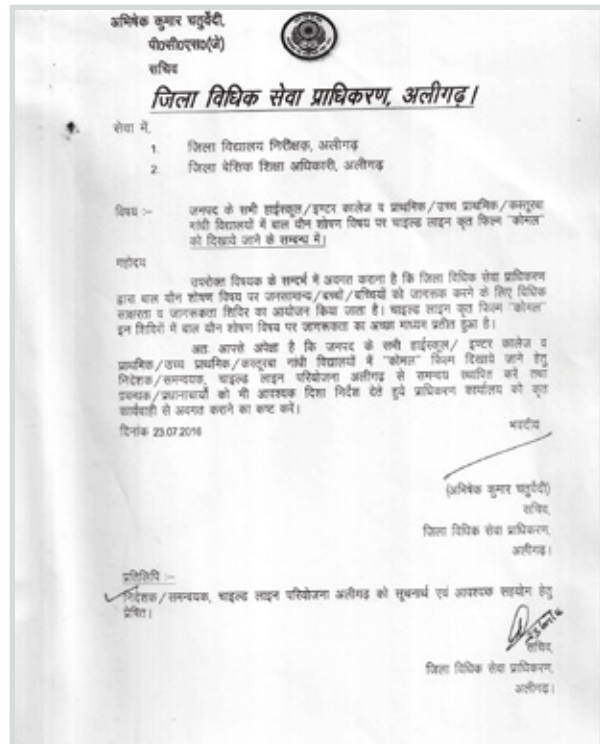 अभिषेक कुमार चतुर्वेदी,
पी0सी0एस0(जे)
सचिव
जिला विधिक सेवा प्राधिकरण, अलीगढ़।
सेवा में,
1. जिला विद्यालय निरीक्षक, अलीगढ़
2. जिला बेसिक शिक्षा अधिकारी, अलीगढ़
विषय :– जनपद के सभी हाईस्कूल/इण्टर कालेज व प्राथमिक/उच्च प्राथमिक/कस्तूरबा
गांधी विद्यालयों में बाल यौन शोषण विषय पर चाइल्ड लाइन कृत फिल्म "कोमल"
को दिखाये जाने के सम्बन्ध में।
महोदय
उपरोक्त विषयक के सन्दर्भ में अवगत कराना है कि जिला विधिक सेवा प्राधिकरण
द्वारा बाल यौन शोषण विषय पर जनसामान्य/बच्चों/बच्चियों को जागरूक करने के लिए विधिक
साक्षरता व जागरूकता शिविर का आयोजन किया जाता है। चाइल्ड लाइन कृत फिल्म "कोमल"
इन शिविरों में बाल यौन शोषण विषय पर जागरूकता का अच्छा माध्यम प्रतीत हुआ है।
अतः आपसे अपेक्षा है कि जनपद के सभी हाईस्कूल/ इण्टर कालेज व
प्राथमिक/उच्च प्राथमिक/कस्तूरबा गांधी विद्यालयों में "कोमल" फिल्म दिखाये जाने हेतु
निदेशक/समन्वयक, चाइल्ड लाइन परियोजना अलीगढ़ से समन्वय स्थापित करें तथा
प्रबन्धक/प्रधानाचार्यों को भी आवश्यक दिशा निर्देश देते हुये प्राधिकरण कार्यालय को कृत
कार्यवाही से अवगत कराने का कष्ट करें।
दिनांक 23.07.2016
भवदीय
(अभिषेक कुमार चतुर्वेदी)
सचिव,
जिला विधिक सेवा प्राधिकरण,
अलीगढ़।
प्रतिलिपि :–
निदेशक/समन्वयक, चाइल्ड लाइन परियोजना अलीगढ़ को सूचनार्थ एवं आवश्यक सहयोग हेतु
प्रेषित।
सचिव,
जिला विधिक सेवा प्राधिकरण,
अलीगढ़।